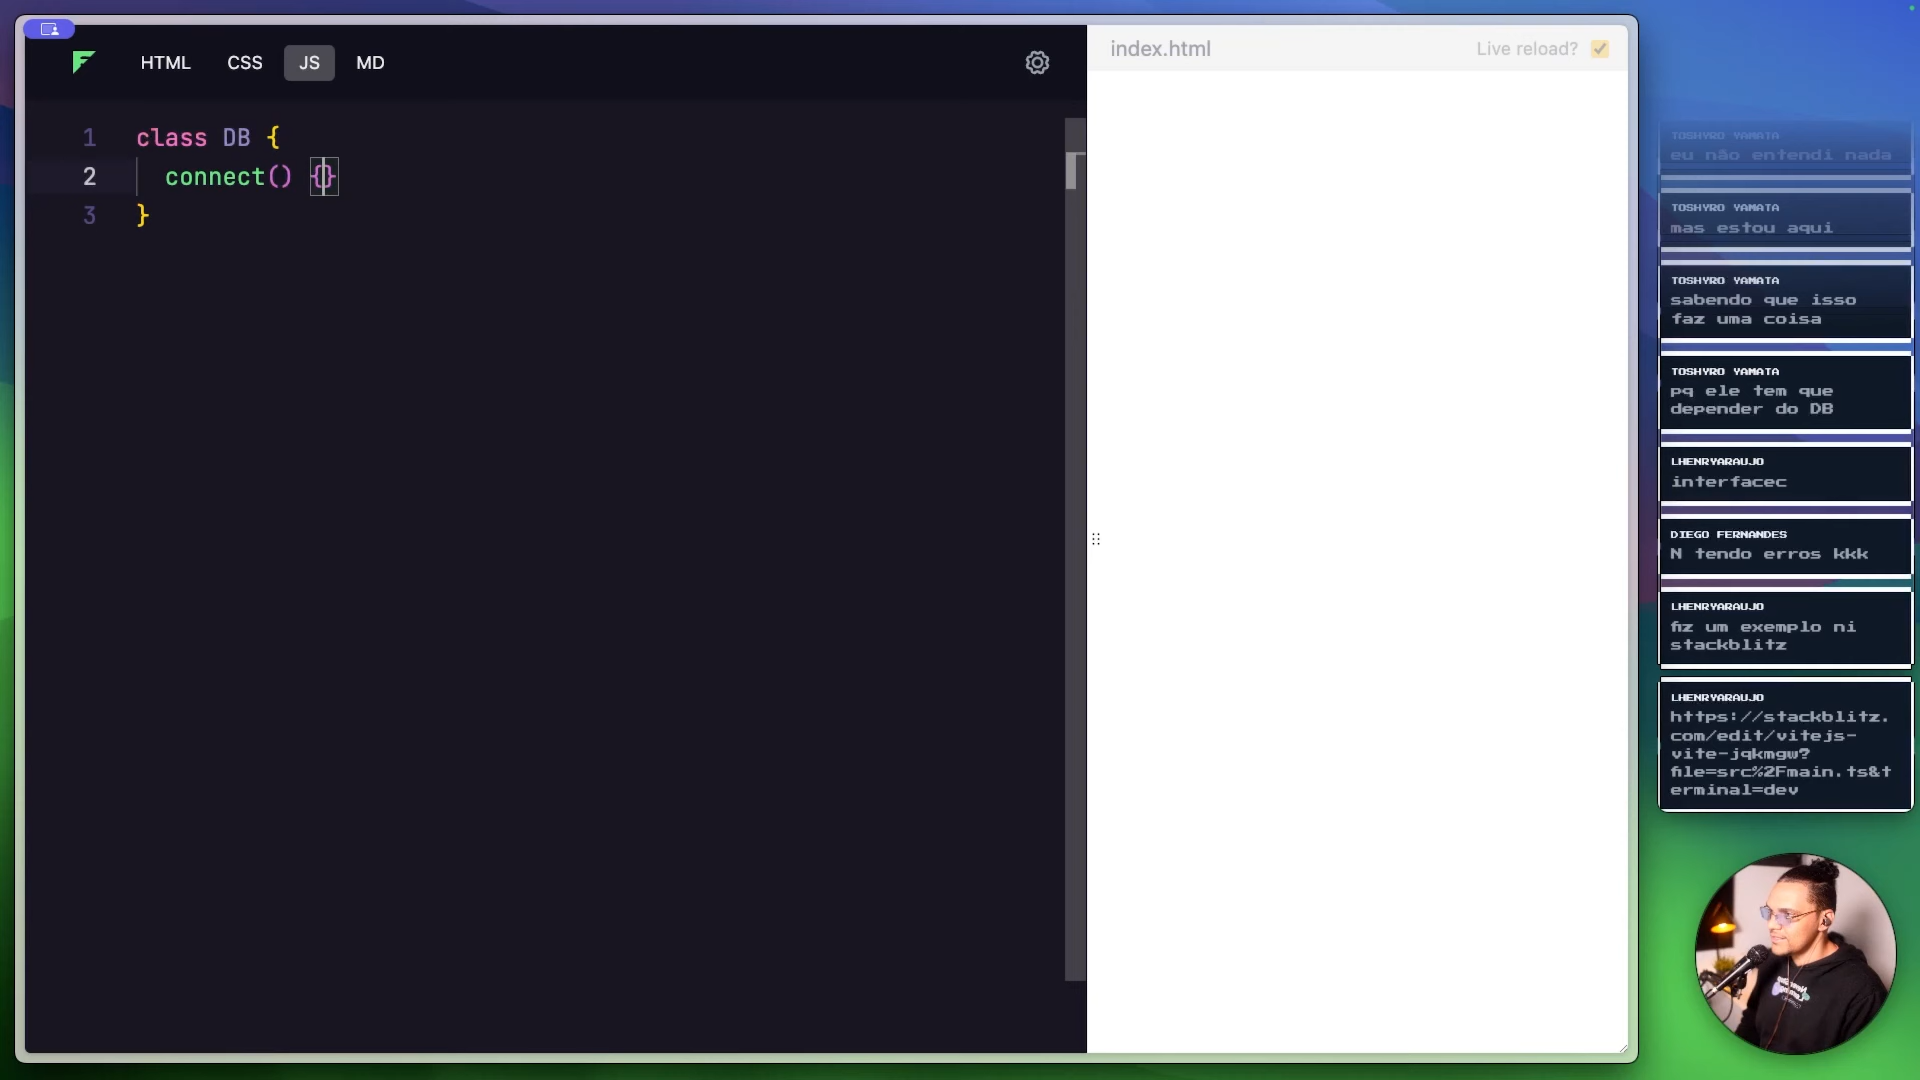 HTML CSS JS MD
1 class DB {
2 connect() {}
3 }
index.html Live reload?
TOSHYRO YAMATA
eu não entendi nada
TOSHYRO YAMATA
mas estou aqui
TOSHYRO YAMATA
sabendo que isso
faz uma coisa
TOSHYRO YAMATA
pq ele tem que
depender do DB
LHENRYARAUJO
interfacec
DIEGO FERNANDES
N tendo erros kkk
LHENRYARAUJO
fiz um exemplo ni
stackblitz
LHENRYARAUJO
https://stackblitz.
com/edit/vitejs-
vite-jqkmgw?
file=src%2Fmain.ts&t
erminal=dev